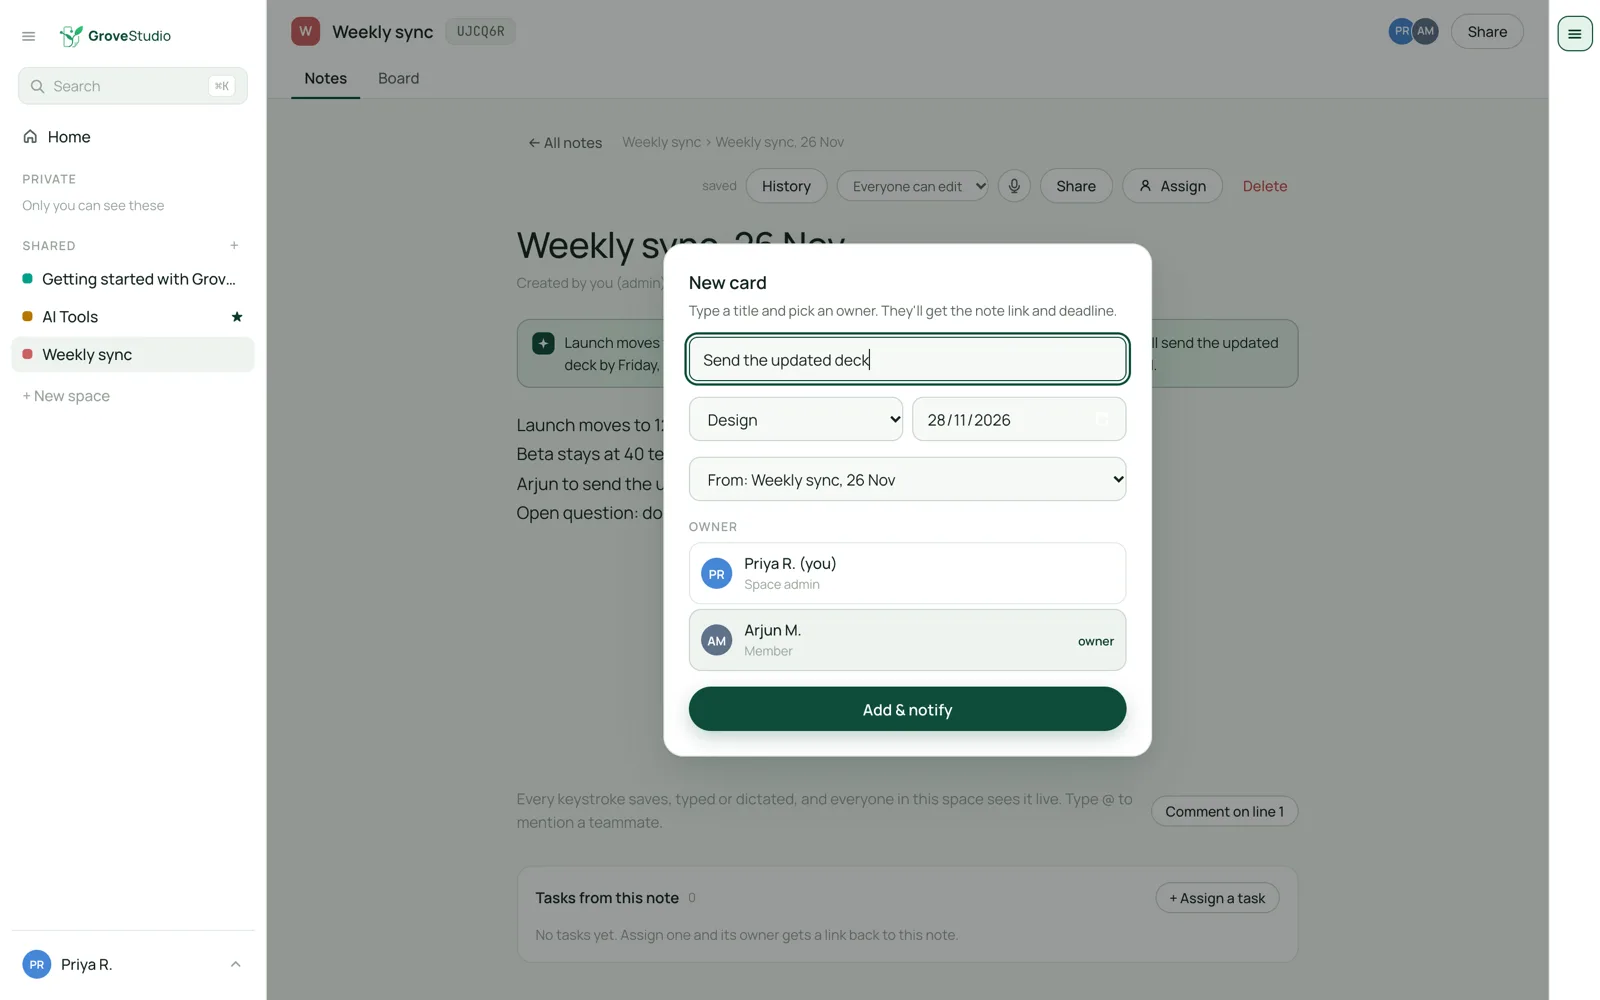 GroveStudio
Search
⌘K
Home
PRIVATE
Only you can see these
SHARED
+
Getting started with Grov...
AI Tools
Weekly sync
+ New space
PR
Priya R.
W
Weekly sync
UJCQ6R
PR
AM
Share
Notes
Board
← All notes
Weekly sync › Weekly sync, 26 Nov
saved
History
Everyone can edit
Share
Assign
Delete
Weekly sync, 26 Nov
Created by you (admin)
Launch moves
ll send the updated
deck by Friday,
Launch moves to 1
Beta stays at 40 te
Arjun to send the u
Open question: do
New card
Type a title and pick an owner. They'll get the note link and deadline.
Send the updated deck
Design
28/11/2026
From: Weekly sync, 26 Nov
OWNER
PR
Priya R. (you)
Space admin
AM
Arjun M.
Member
owner
Add & notify
Every keystroke saves, typed or dictated, and everyone in this space sees it live. Type @ to
mention a teammate.
Comment on line 1
Tasks from this note 0
+ Assign a task
No tasks yet. Assign one and its owner gets a link back to this note.